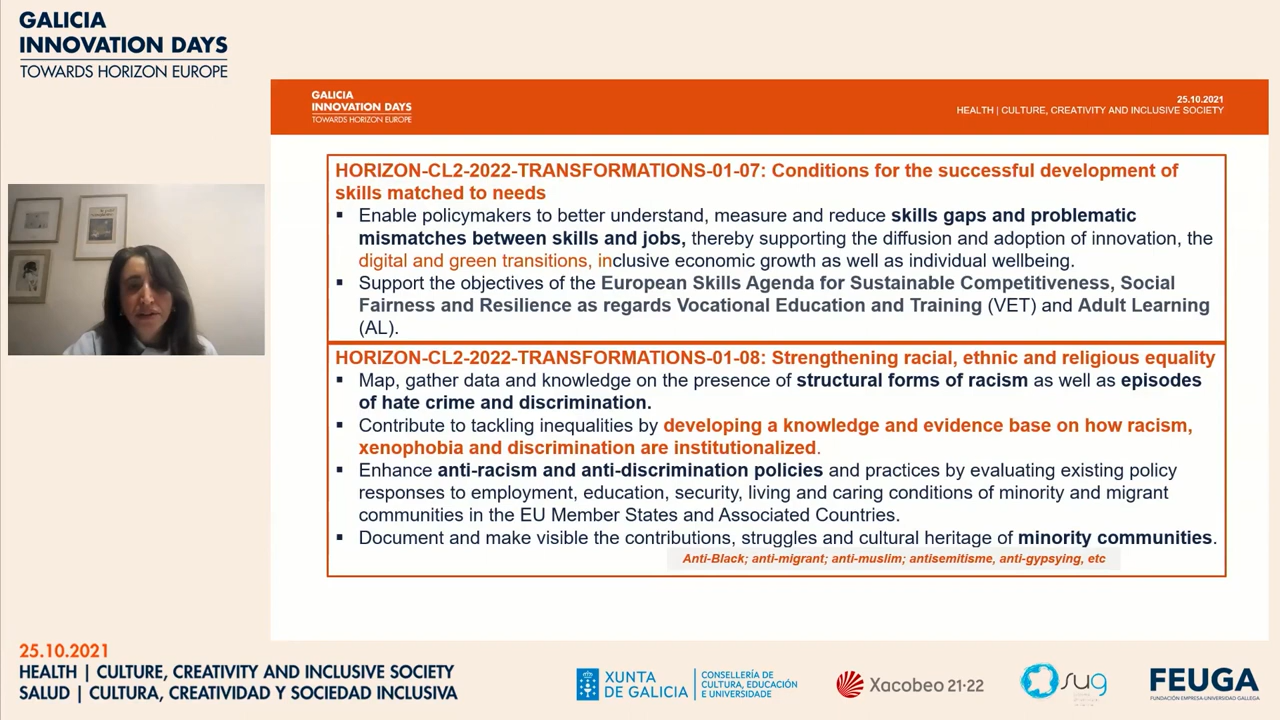 GALICIA
INNOVATION DAYS
TOWARDS HORIZON EUROPE
GALICIA
INNOVATION DAYS
TOWARDS HORIZON EUROPE
25.10.2021
HEALTH | CULTURE, CREATIVITY AND INCLUSIVE SOCIETY
HORIZON-CL2-2022-TRANSFORMATIONS-01-07: Conditions for the successful development of
skills matched to needs
▪ Enable policymakers to better understand, measure and reduce skills gaps and problematic
mismatches between skills and jobs, thereby supporting the diffusion and adoption of innovation, the
digital and green transitions, inclusive economic growth as well as individual wellbeing.
▪ Support the objectives of the European Skills Agenda for Sustainable Competitiveness, Social
Fairness and Resilience as regards Vocational Education and Training (VET) and Adult Learning
(AL).
HORIZON-CL2-2022-TRANSFORMATIONS-01-08: Strengthening racial, ethnic and religious equality
▪ Map, gather data and knowledge on the presence of structural forms of racism as well as episodes
of hate crime and discrimination.
▪ Contribute to tackling inequalities by developing a knowledge and evidence base on how racism,
xenophobia and discrimination are institutionalized.
▪ Enhance anti-racism and anti-discrimination policies and practices by evaluating existing policy
responses to employment, education, security, living and caring conditions of minority and migrant
communities in the EU Member States and Associated Countries.
▪ Document and make visible the contributions, struggles and cultural heritage of minority communities.
Anti-Black; anti-migrant; anti-muslim; antisemitisme, anti-gypsying, etc
25.10.2021
HEALTH | CULTURE, CREATIVITY AND INCLUSIVE SOCIETY
SALUD | CULTURA, CREATIVIDAD Y SOCIEDAD INCLUSIVA
XUNTA
DE GALICIA
CONSELLERÍA
DE CULTURA, EDUCACIÓN
E UNIVERSIDADE
Xacobeo 21·22
sug
FEUGA
FUNDACIÓN EMPRESA-UNIVERSIDAD GALLEGA